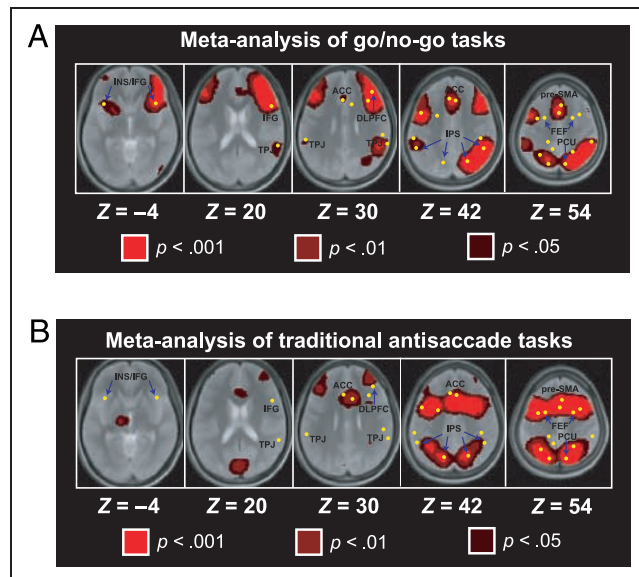 A
Meta-analysis of go/no-go tasks
INS/IFG
IFG
TPJ
ACC
DLPFC
TPJ
TPJ
ACC
IPS
pre-SMA
FEF
PCU
Z = −4 Z = 20 Z = 30 Z = 42 Z = 54
p < .001 p < .01 p < .05
B
Meta-analysis of traditional antisaccade tasks
INS/IFG
IFG
TPJ
ACC
DLPFC
TPJ
TPJ
ACC
IPS
pre-SMA
FEF
PCU
Z = −4 Z = 20 Z = 30 Z = 42 Z = 54
p < .001 p < .01 p < .05